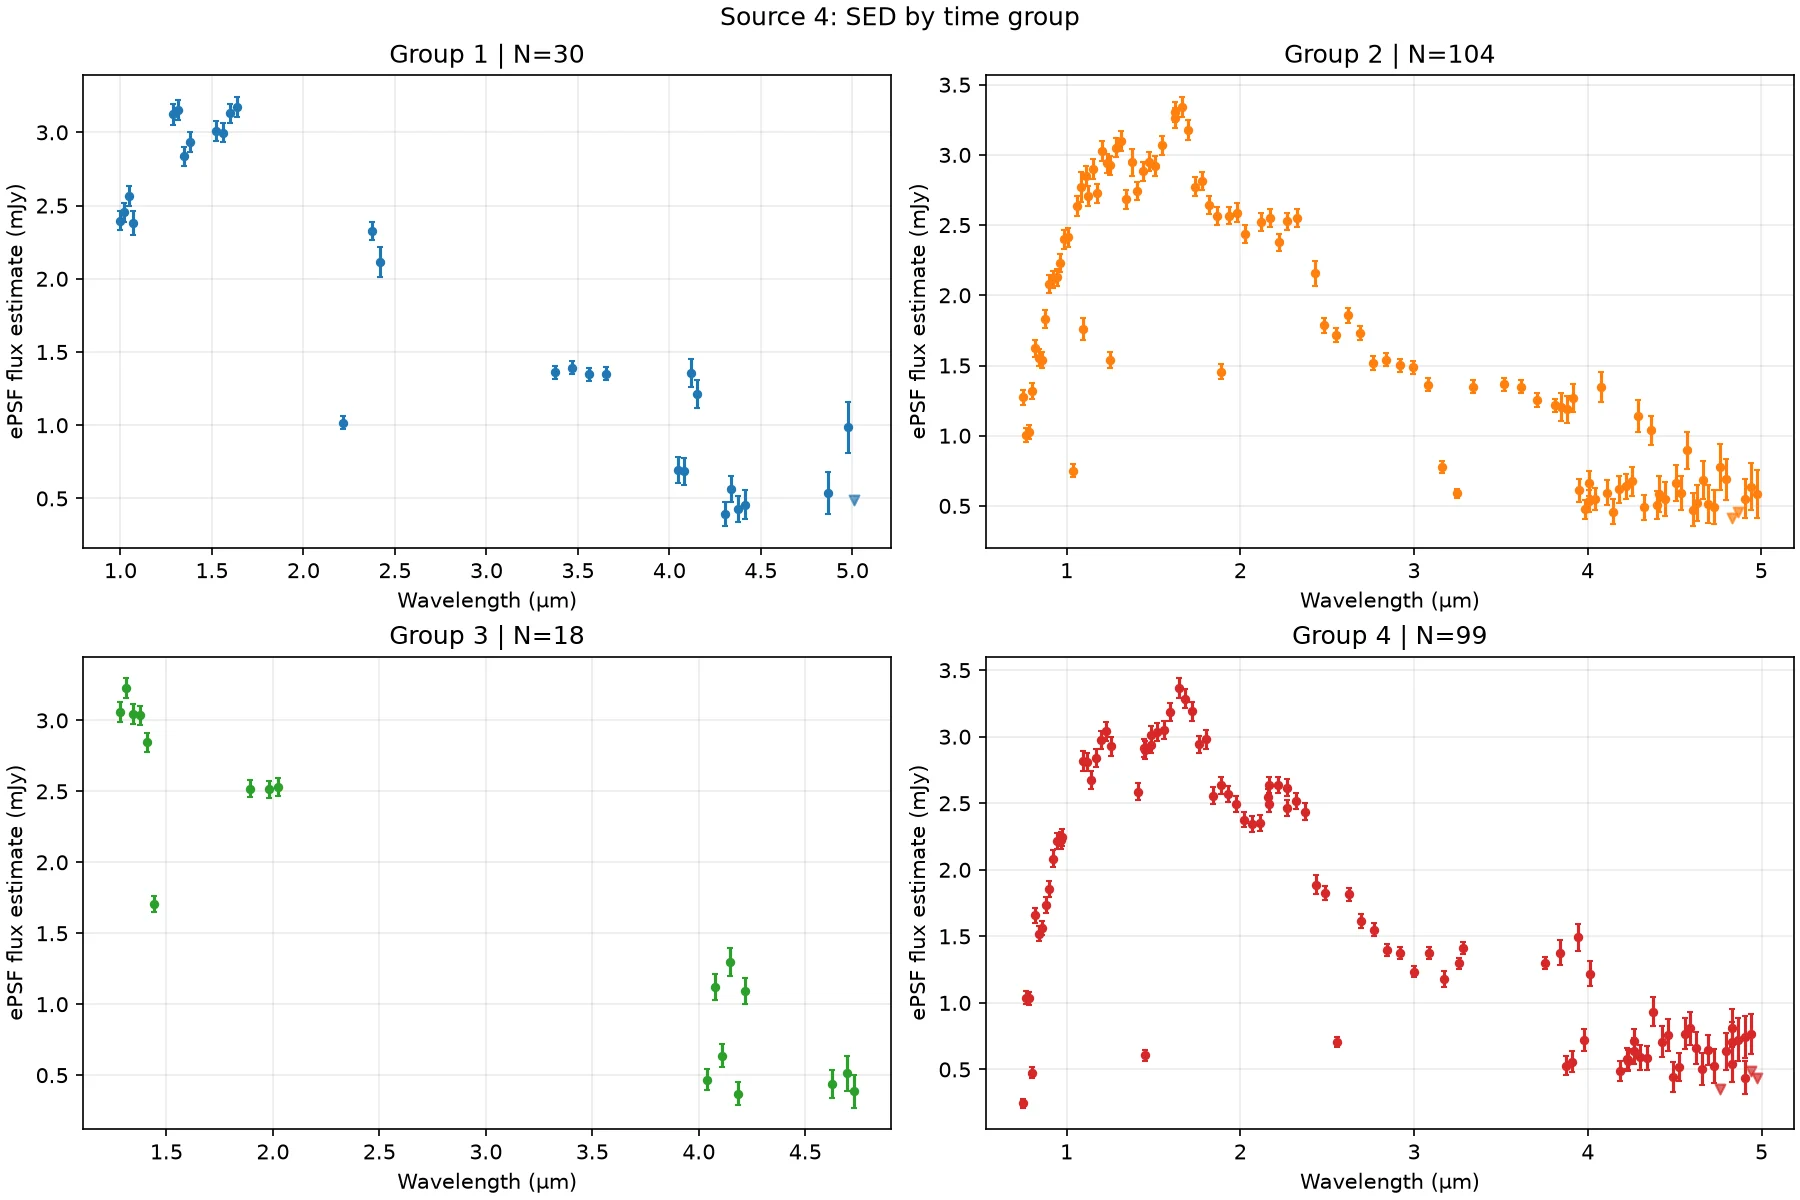 Source 4: SED by time group
Group 1 | N=30
ePSF flux estimate (mJy)
3.0
2.5
2.0
1.5
1.0
0.5
1.0 1.5 2.0 2.5 3.0 3.5 4.0 4.5 5.0
Wavelength (µm)
Group 2 | N=104
ePSF flux estimate (mJy)
3.5
3.0
2.5
2.0
1.5
1.0
0.5
1 2 3 4 5
Wavelength (µm)
Group 3 | N=18
ePSF flux estimate (mJy)
3.0
2.5
2.0
1.5
1.0
0.5
1.5 2.0 2.5 3.0 3.5 4.0 4.5
Wavelength (µm)
Group 4 | N=99
ePSF flux estimate (mJy)
3.5
3.0
2.5
2.0
1.5
1.0
0.5
1 2 3 4 5
Wavelength (µm)